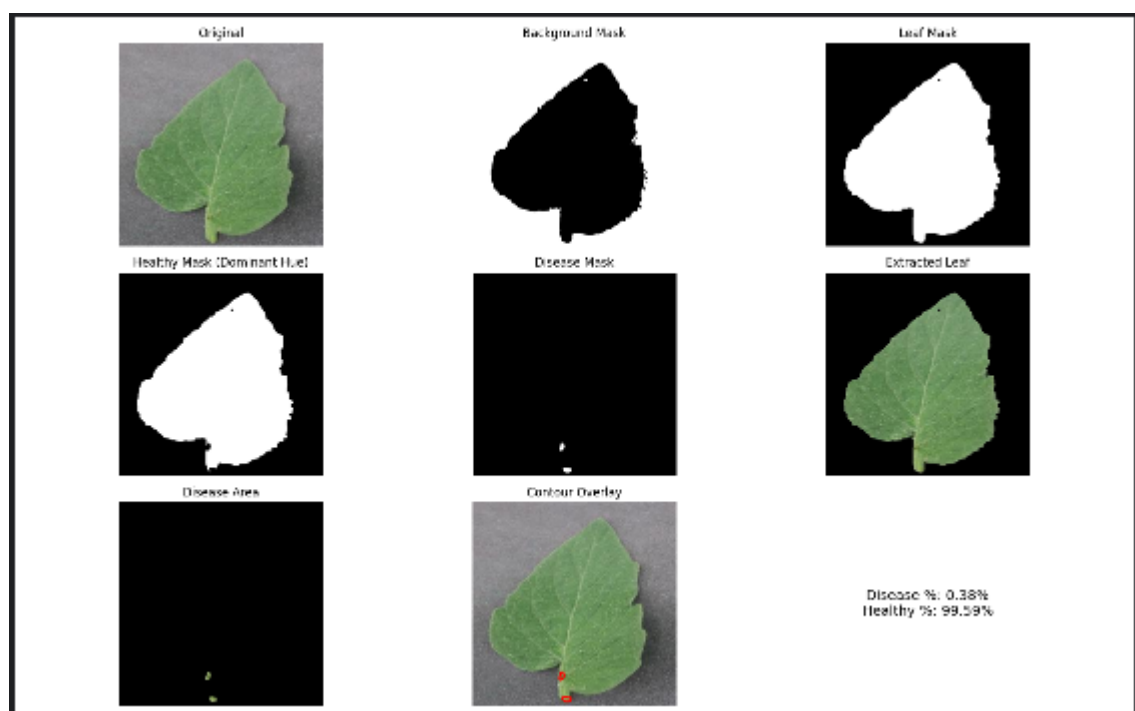 Original
Background Mask
Leaf Mask
Healthy Mask (Dominant Hue)
Disease Mask
Extracted Leaf
Disease Area
Contour Overlay
Disease %: 0.38%
Healthy %: 99.59%